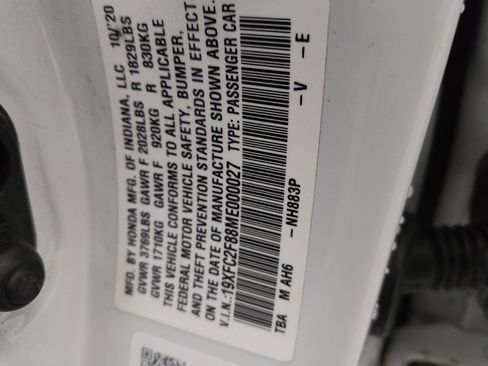 MFD. BY HONDA MFG. OF INDIANA, LLC 10/'20
GVWR 3769LBS GAWR F 2028LBS R 1829LBS
GVWR 1710KG GAWR F 920KG R 830KG
THIS VEHICLE CONFORMS TO ALL APPLICABLE
FEDERAL MOTOR VEHICLE SAFETY, BUMPER,
AND THEFT PREVENTION STANDARDS IN EFFECT
ON THE DATE OF MANUFACTURE SHOWN ABOVE.
V.I.N.:19XFC2F88ME000027 TYPE: PASSENGER CAR
TBA M AH6 -NH883P -V -E